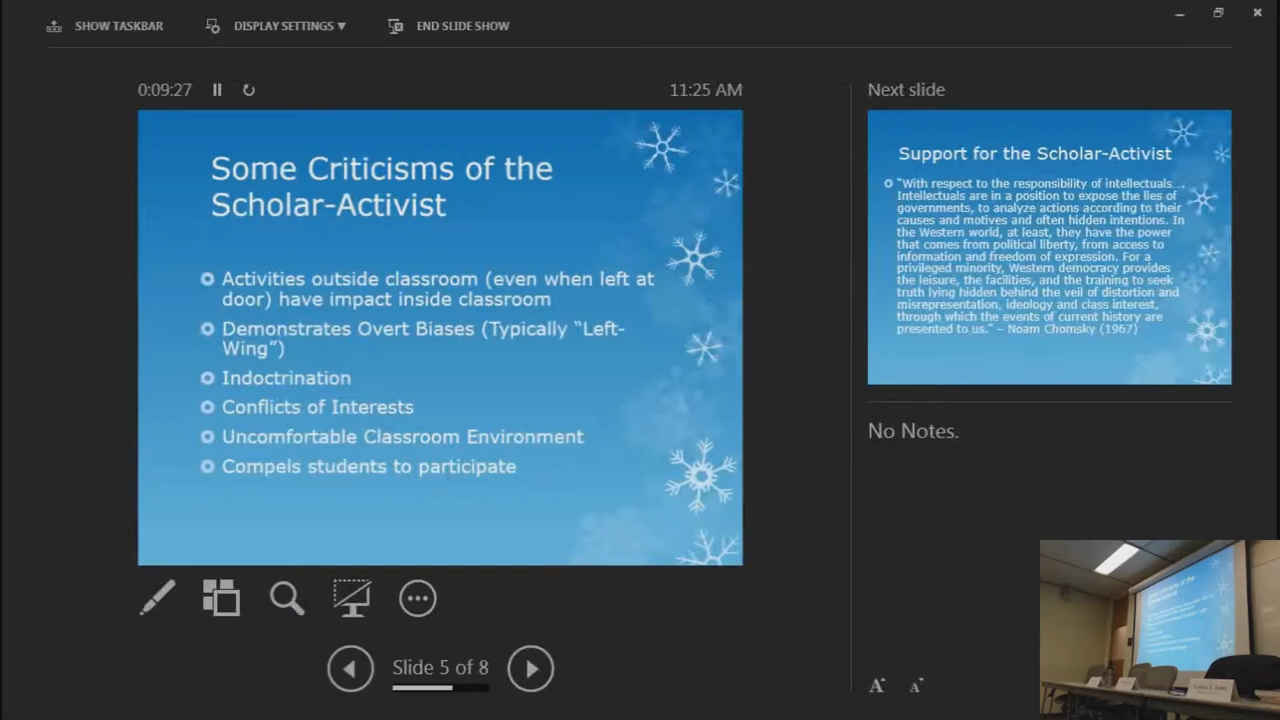 SHOW TASKBAR
DISPLAY SETTINGS ▼
END SLIDE SHOW
0:09:27
11:25 AM
Some Criticisms of the
Scholar-Activist
Activities outside classroom (even when left at
door) have impact inside classroom
Demonstrates Overt Biases (Typically “Left-
Wing”)
Indoctrination
Conflicts of Interests
Uncomfortable Classroom Environment
Compels students to participate
Slide 5 of 8
Next slide
Support for the Scholar-Activist
“With respect to the responsibility of intellectuals...
Intellectuals are in a position to expose the lies of
governments, to analyze actions according to their
causes and motives and often hidden intentions. In
the Western world, at least, they have the power
that comes from political liberty, from access to
information and freedom of expression. For a
privileged minority, Western democracy provides
the leisure, the facilities, and the training to seek
truth lying hidden behind the veil of distortion and
misrepresentation, ideology and class interest,
through which the events of current history are
presented to us.” – Noam Chomsky (1967)
No Notes.
A A
Some Criticisms of the
Scholar-Activist